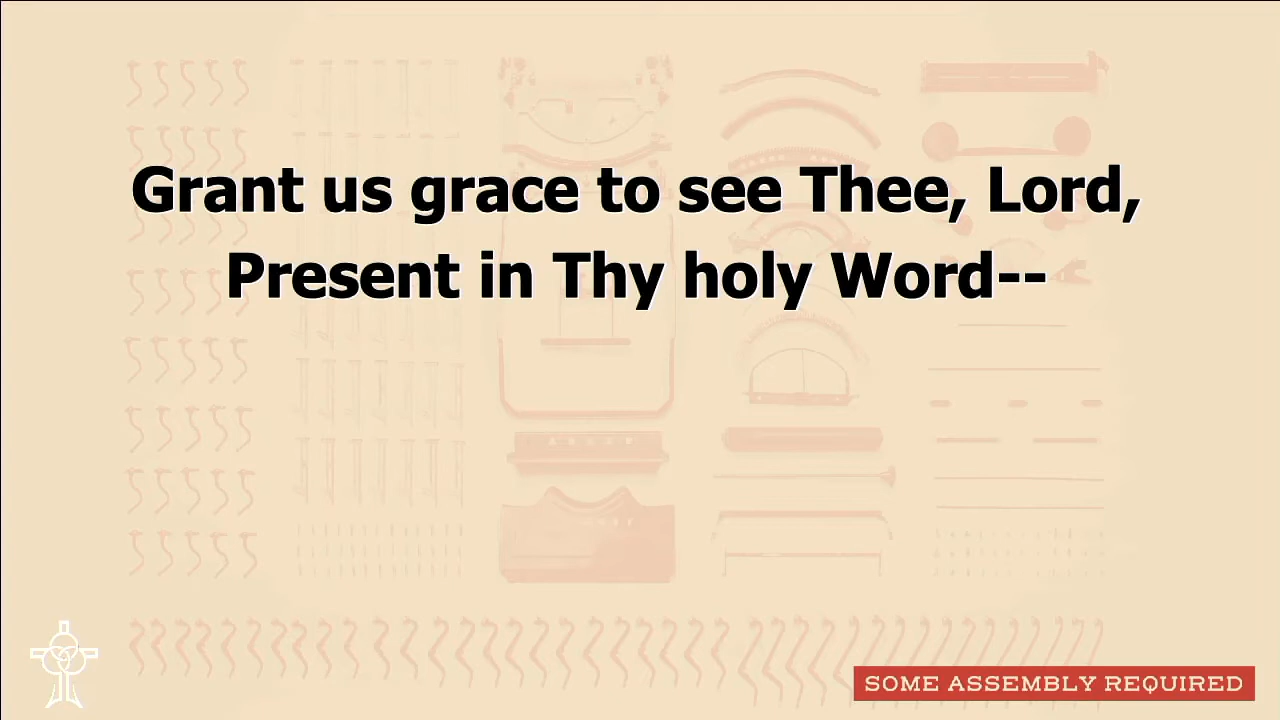 Grant us grace to see Thee, Lord,
Present in Thy holy Word--
SOME ASSEMBLY REQUIRED